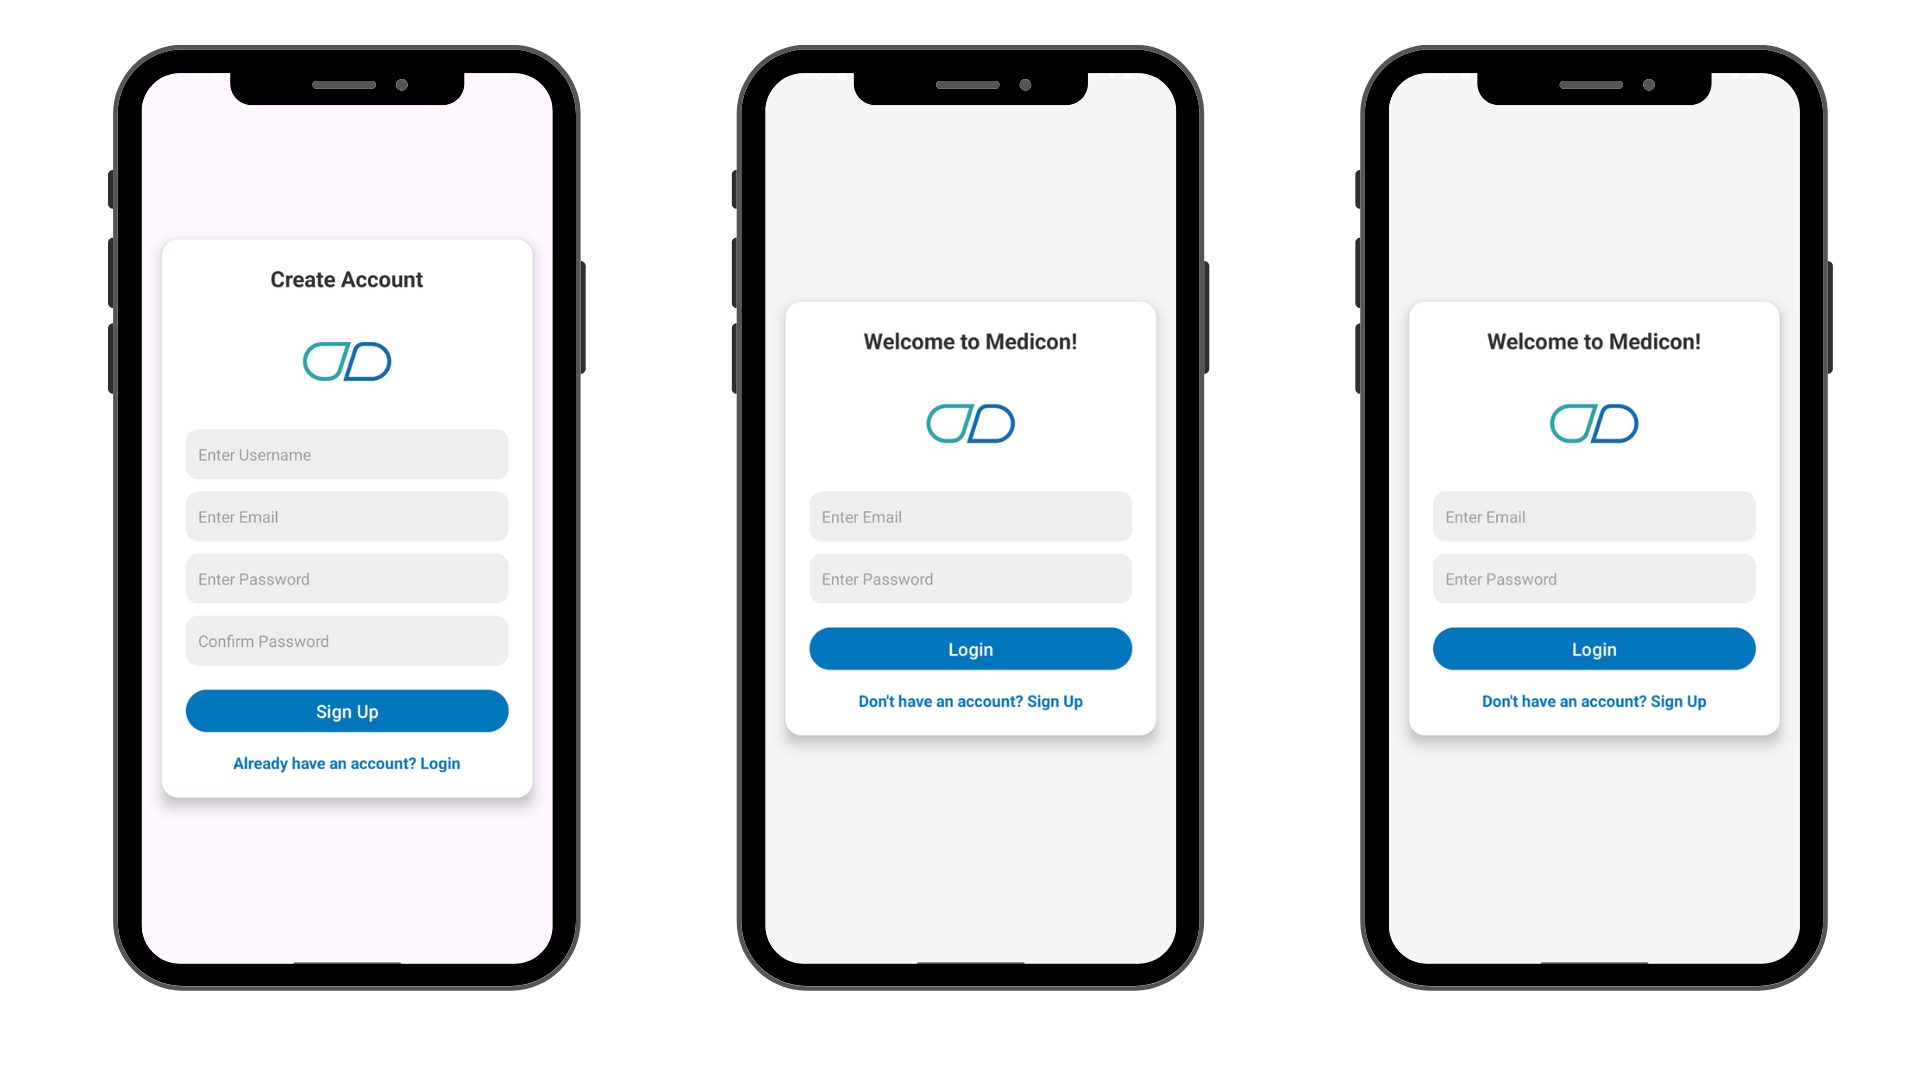 Create Account
Enter Username
Enter Email
Enter Password
Confirm Password
Sign Up
Already have an account? Login
Welcome to Medicon!
Enter Email
Enter Password
Login
Don't have an account? Sign Up
Welcome to Medicon!
Enter Email
Enter Password
Login
Don't have an account? Sign Up